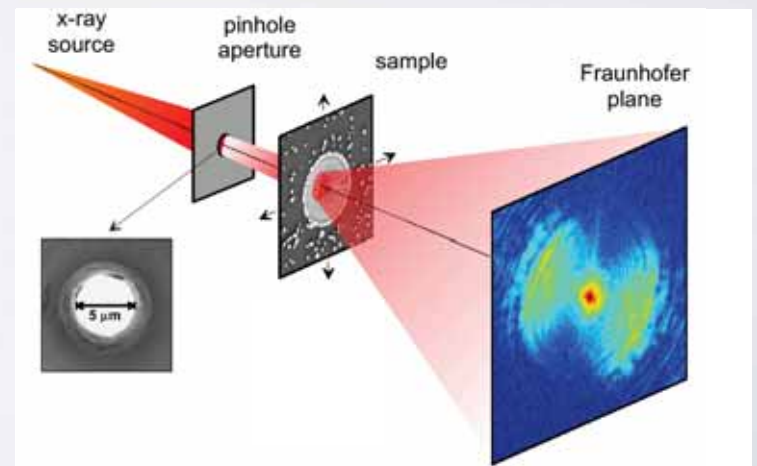 x-ray
source
pinhole
aperture
sample
Fraunhofer
plane
5 μm